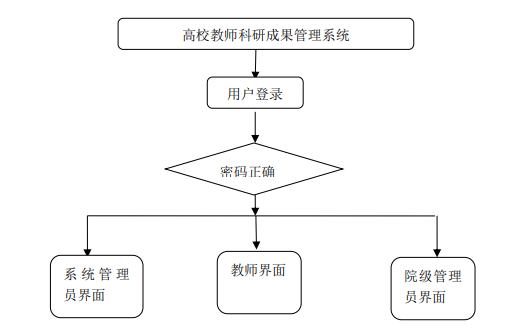 高校教师科研成果管理系统
用户登录
密码正确
系统管理
员界面
教师界面
院级管理
员界面